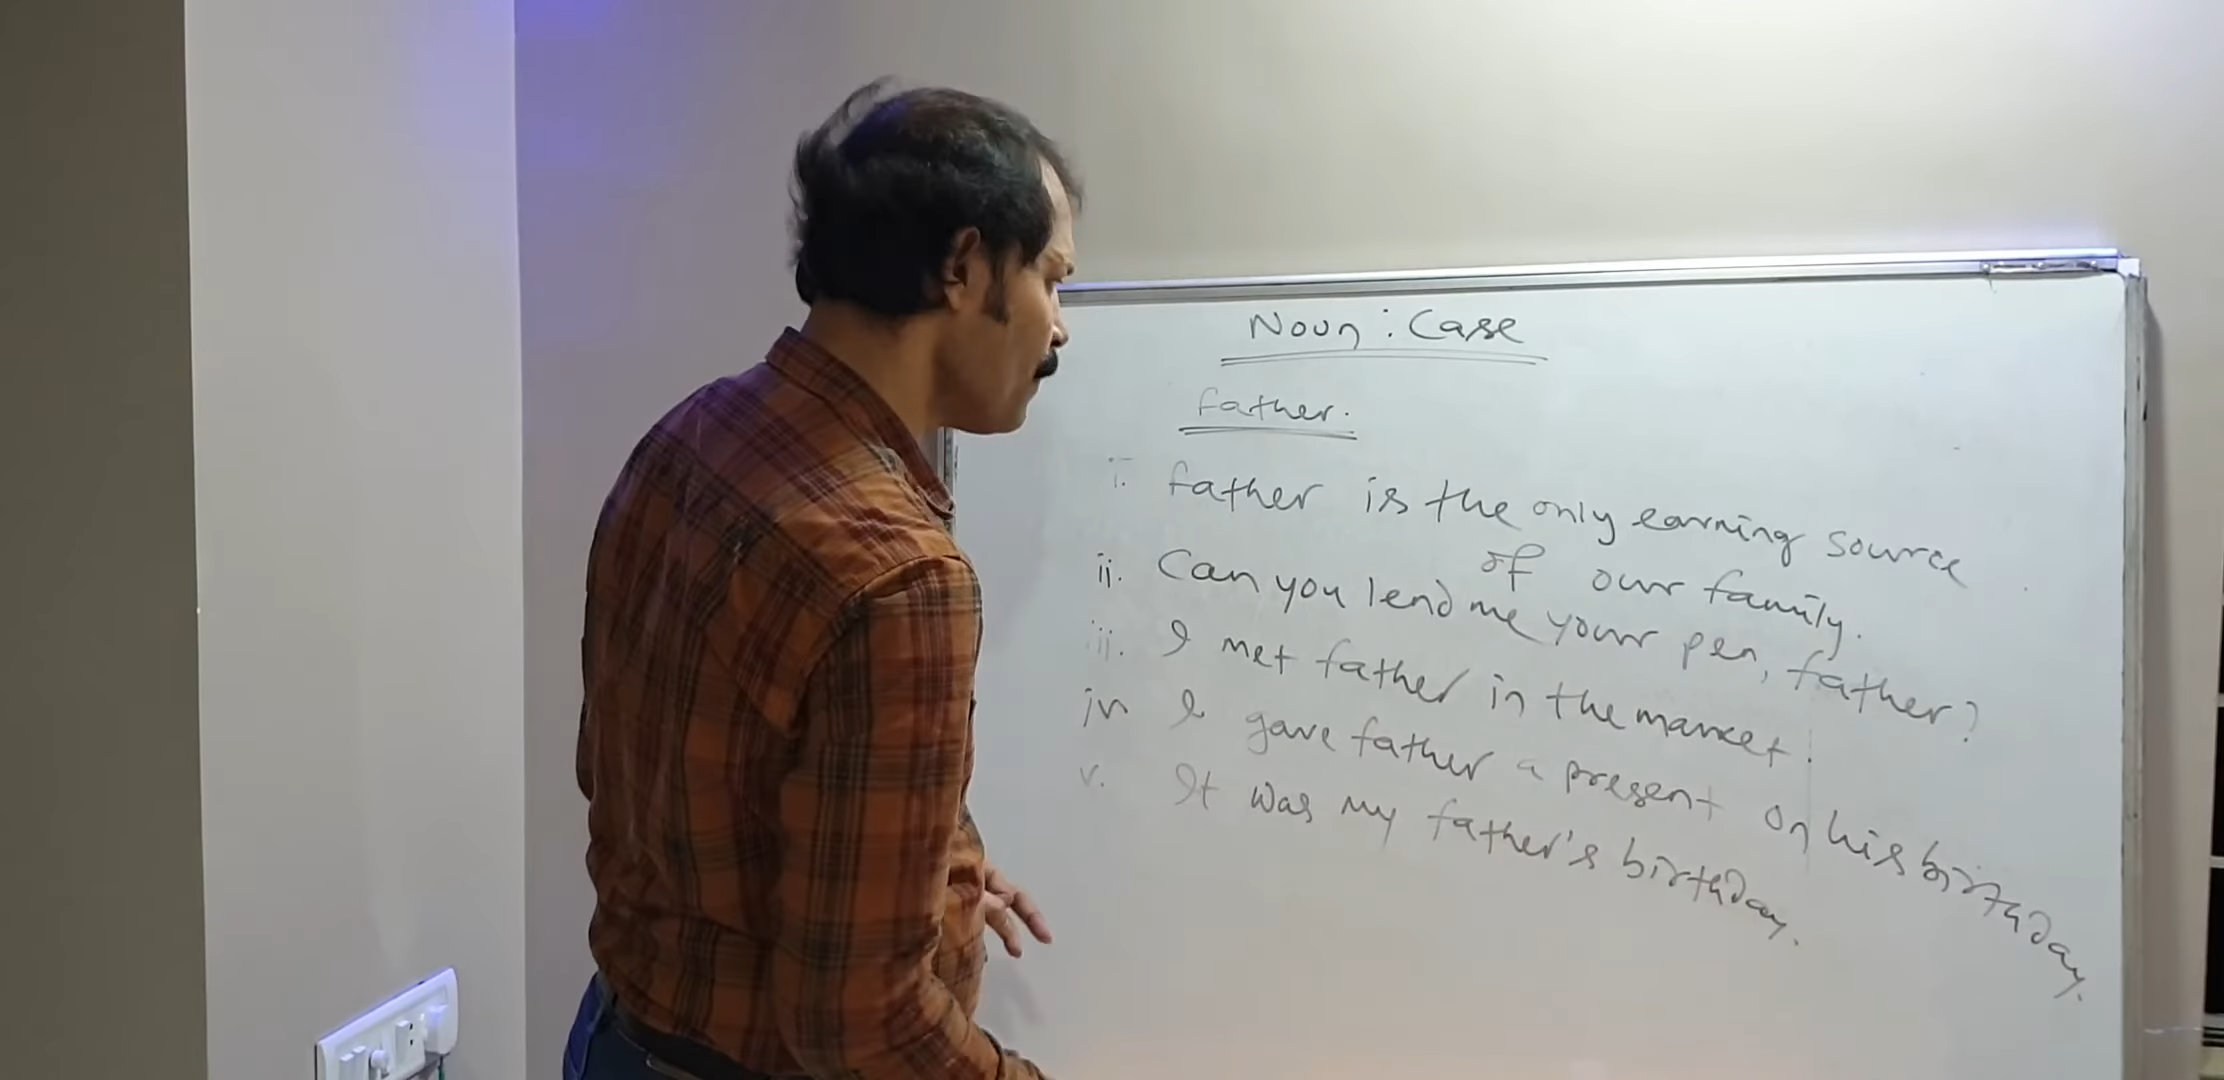 Noun : Case
Father.
i. Father is the only earning source
of our family.
ii. Can you lend me your pen, father?
iii. I met father in the market.
iv I gave father a present on his birthday.
v. It was my father's birthday.